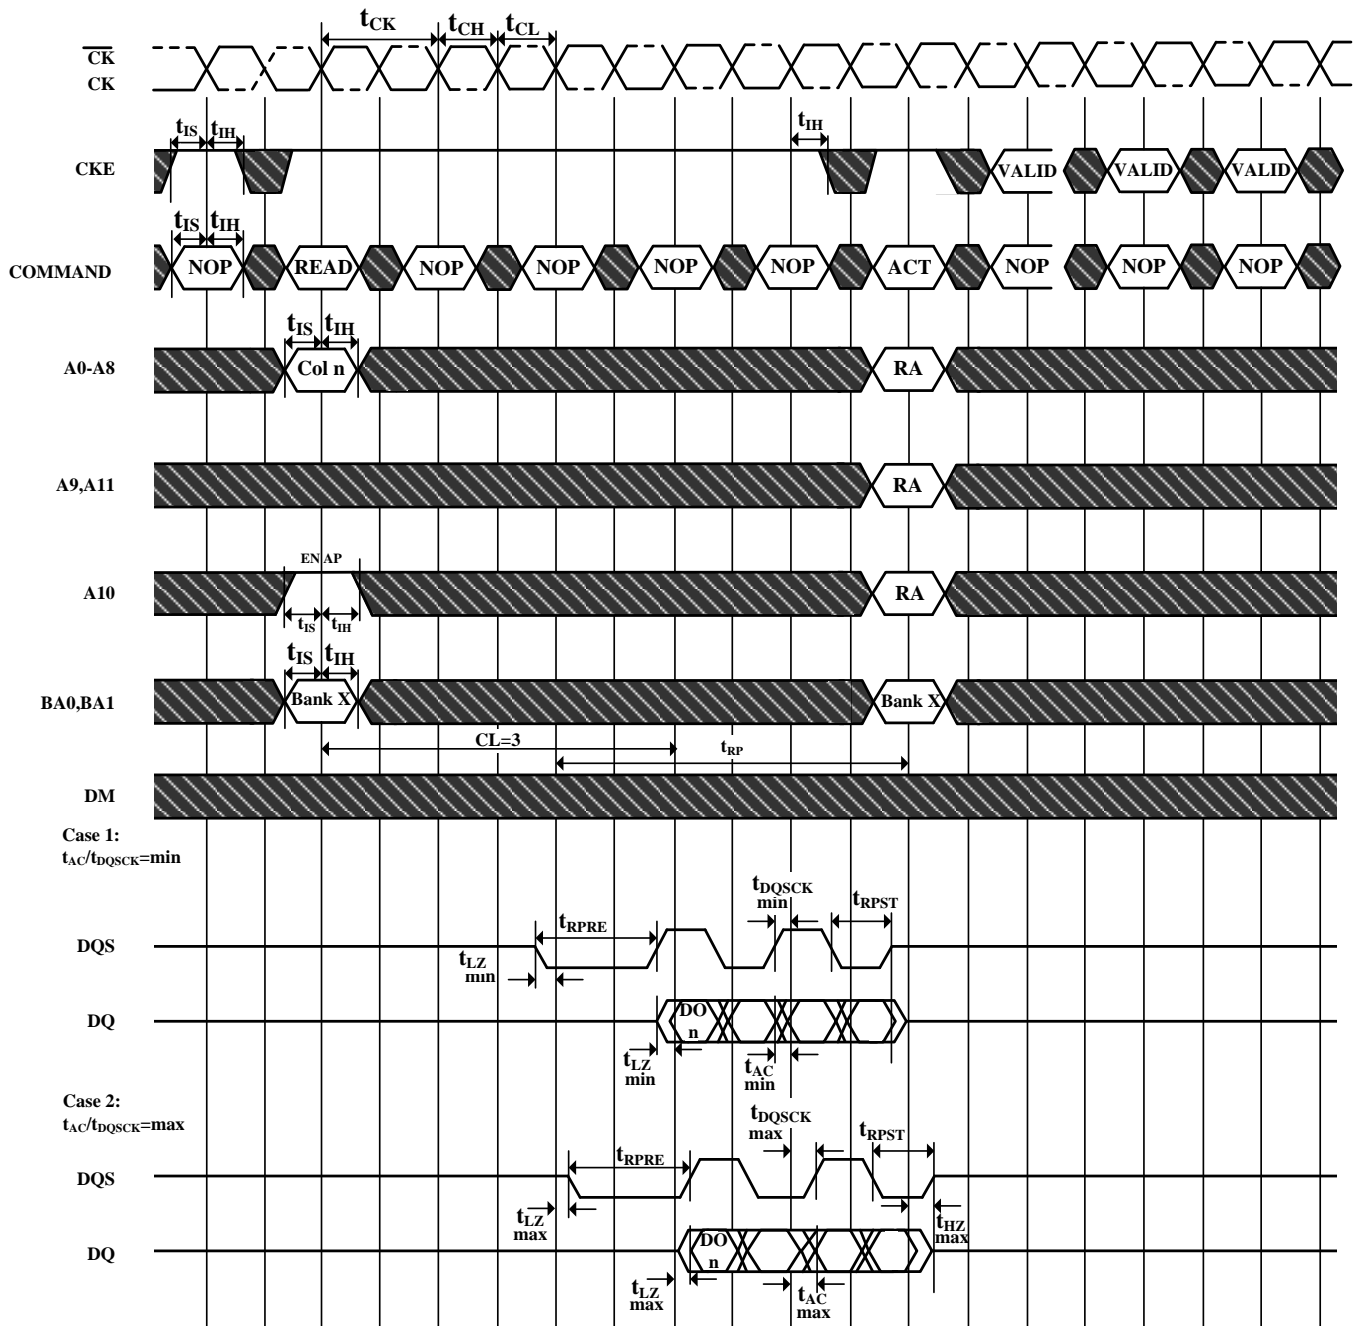 tCK tCH tCL
CK
CK
tIS tIH tIH
CKE VALID VALID VALID
tIS tIH
COMMAND NOP READ NOP NOP NOP NOP ACT NOP NOP NOP
tIS tIH
A0-A8 Col n RA
A9,A11 RA
EN AP
A10 RA
tIS tIH
tIS tIH
BA0,BA1 Bank X Bank X
CL=3 tRP
DM
Case 1:
tAC/tDQSCK=min
tDQSCK min tRPST
tRPRE
DQS
tLZ min
DQ DO n
tLZ min tAC min
Case 2:
tAC/tDQSCK=max
tDQSCK max tRPST
tRPRE
DQS
tLZ max tHZ max
DQ DO n
tLZ max tAC max